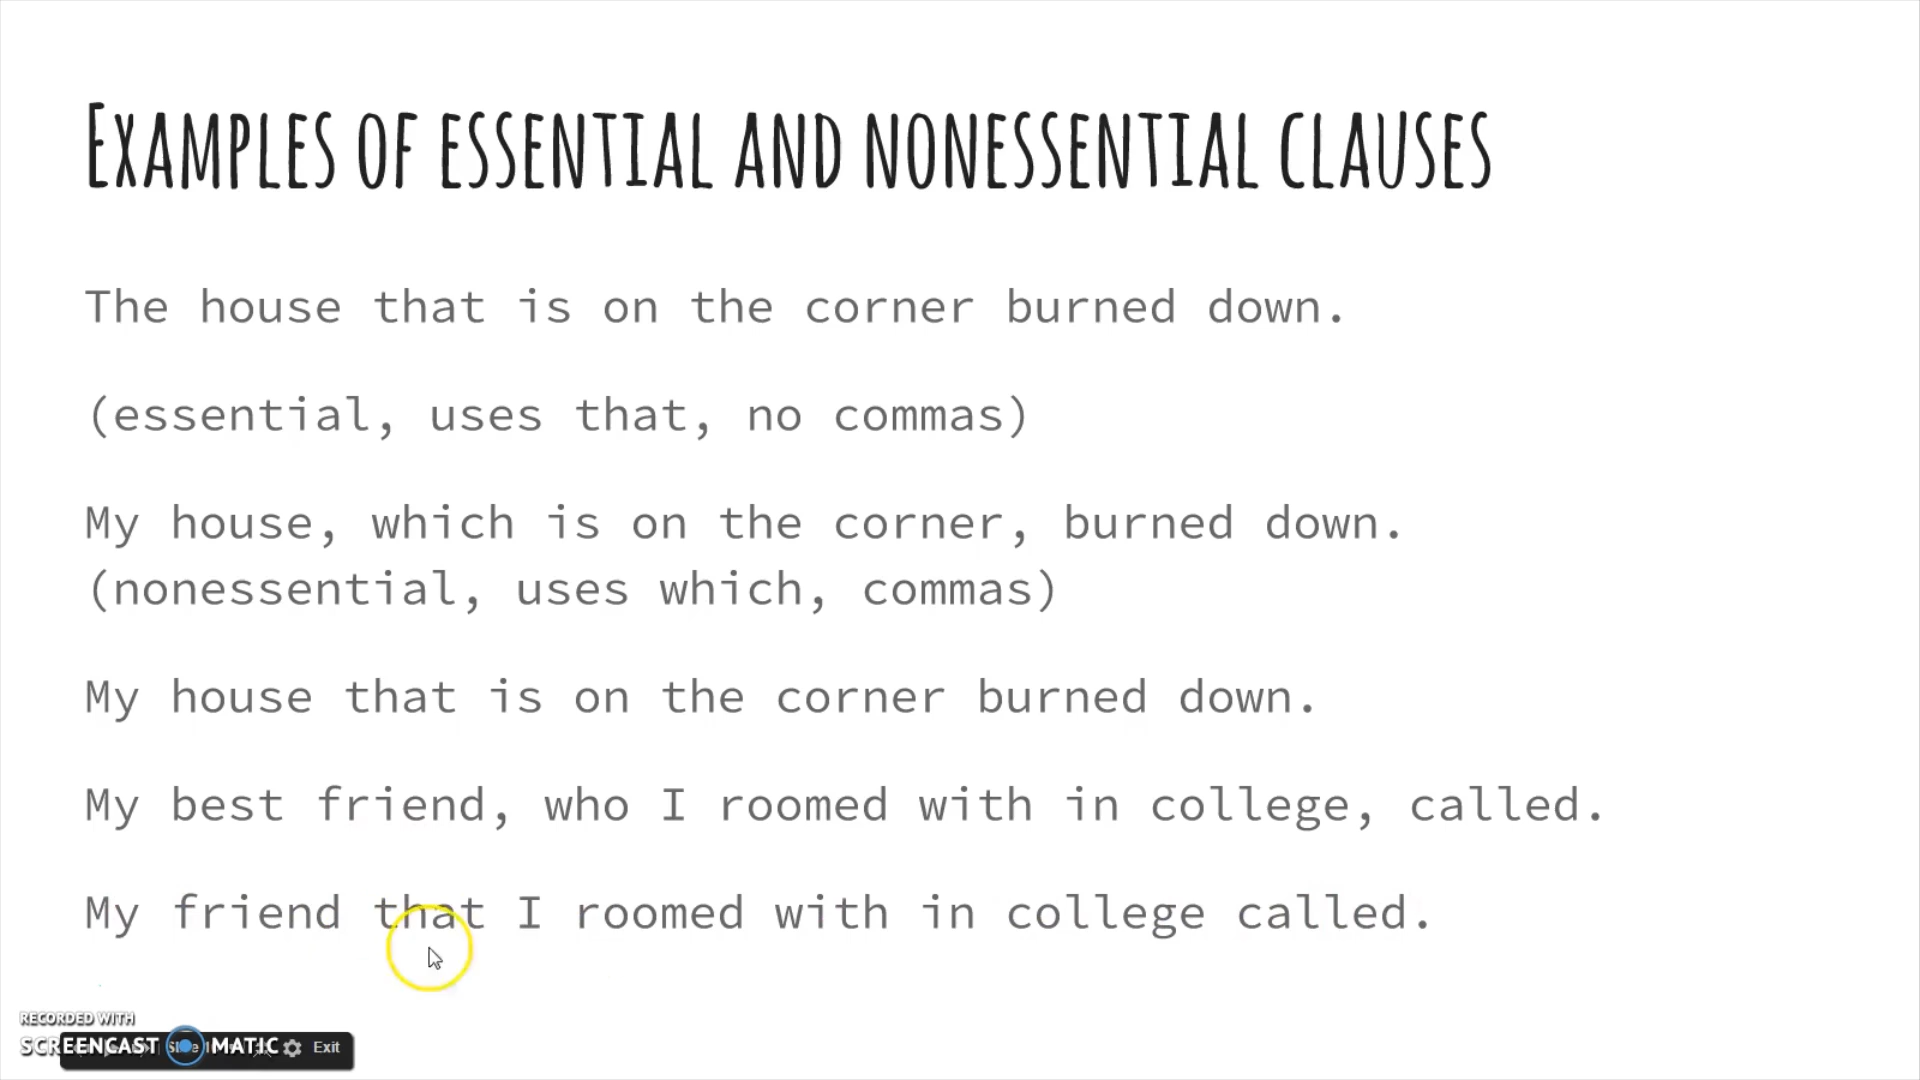 Examples of essential and nonessential clauses
The house that is on the corner burned down.
(essential, uses that, no commas)
My house, which is on the corner, burned down.
(nonessential, uses which, commas)
My house that is on the corner burned down.
My best friend, who I roomed with in college, called.
My friend that I roomed with in college called.
RECORDED WITH
SCREENCAST MATIC
Exit